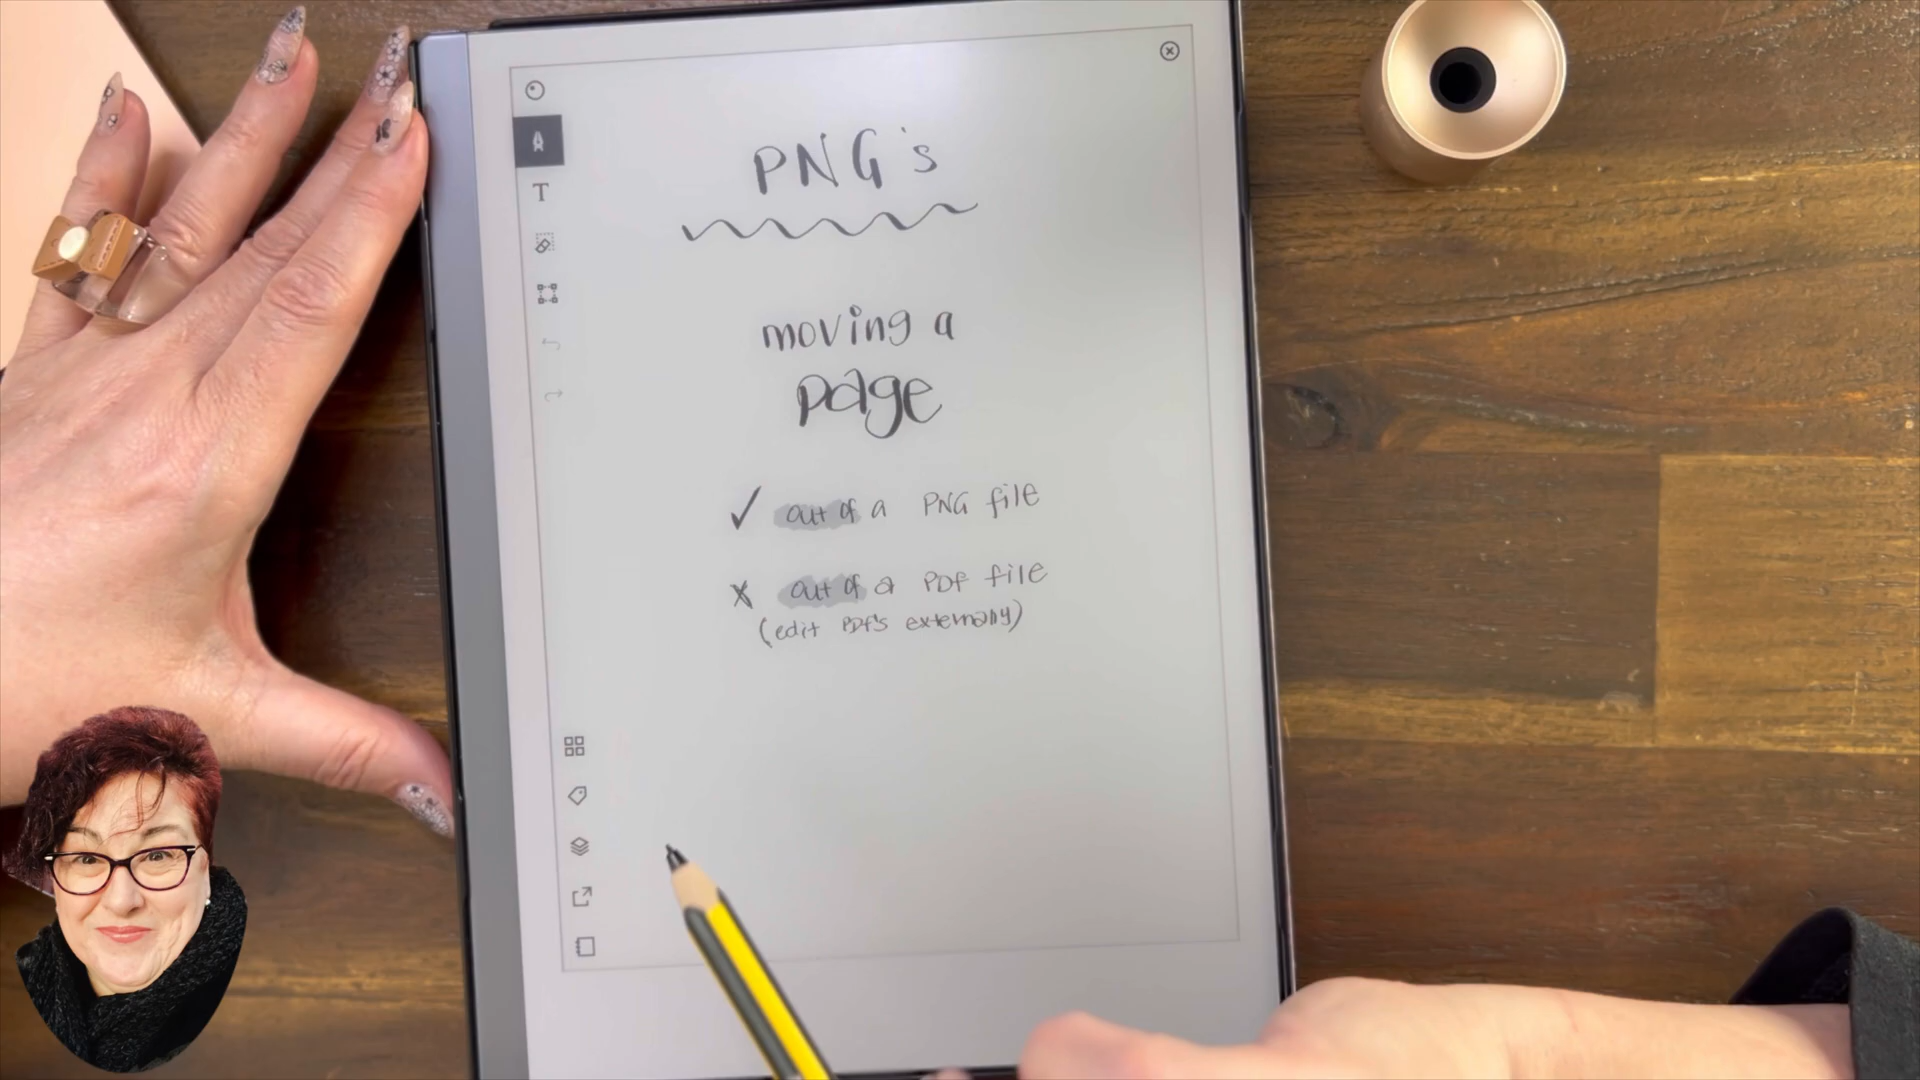 PNG's
moving a
page
✓ out of a PNG file
x out of a PDF file
(edit PDF's externally)
T